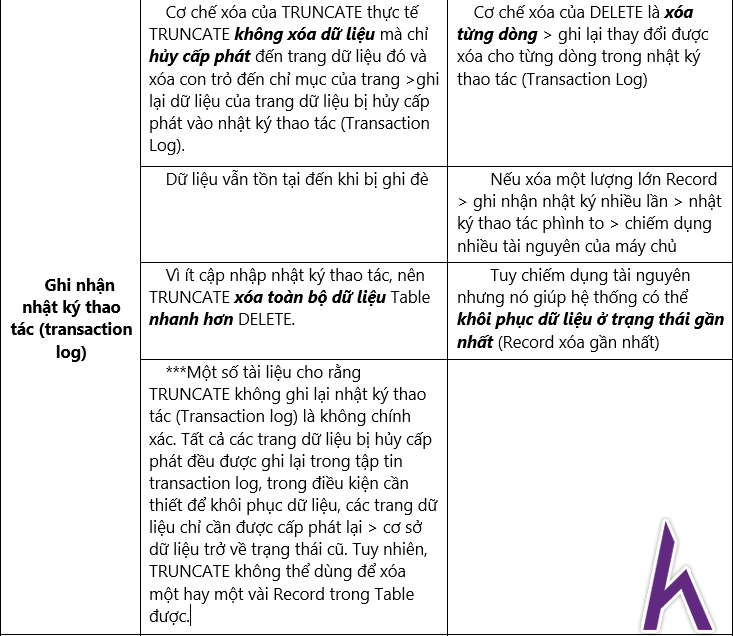 Ghi nhận
nhật ký thao
tác (transaction
log)
Cơ chế xóa của TRUNCATE thực tế
TRUNCATE không xóa dữ liệu mà chỉ
hủy cấp phát đến trang dữ liệu đó và
xóa con trỏ đến chỉ mục của trang >ghi
lại dữ liệu của trang dữ liệu bị hủy cấp
phát vào nhật ký thao tác (Transaction
Log).
Cơ chế xóa của DELETE là xóa
từng dòng > ghi lại thay đổi được
xóa cho từng dòng trong nhật ký
thao tác (Transaction Log)
Dữ liệu vẫn tồn tại đến khi bị ghi đè
Nếu xóa một lượng lớn Record
> ghi nhận nhật ký nhiều lần > nhật
ký thao tác phình to > chiếm dụng
nhiều tài nguyên của máy chủ
Vì ít cập nhập nhật ký thao tác, nên
TRUNCATE xóa toàn bộ dữ liệu Table
nhanh hơn DELETE.
Tuy chiếm dụng tài nguyên
nhưng nó giúp hệ thống có thể
khôi phục dữ liệu ở trạng thái gần
nhất (Record xóa gần nhất)
***Một số tài liệu cho rằng
TRUNCATE không ghi lại nhật ký thao
tác (Transaction log) là không chính
xác. Tất cả các trang dữ liệu bị hủy cấp
phát đều được ghi lại trong tập tin
transaction log, trong điều kiện cần
thiết để khôi phục dữ liệu, các trang dữ
liệu chỉ cần được cấp phát lại > cơ sở
dữ liệu trở về trạng thái cũ. Tuy nhiên,
TRUNCATE không thể dùng để xóa
một hay một vài Record trong Table
được.